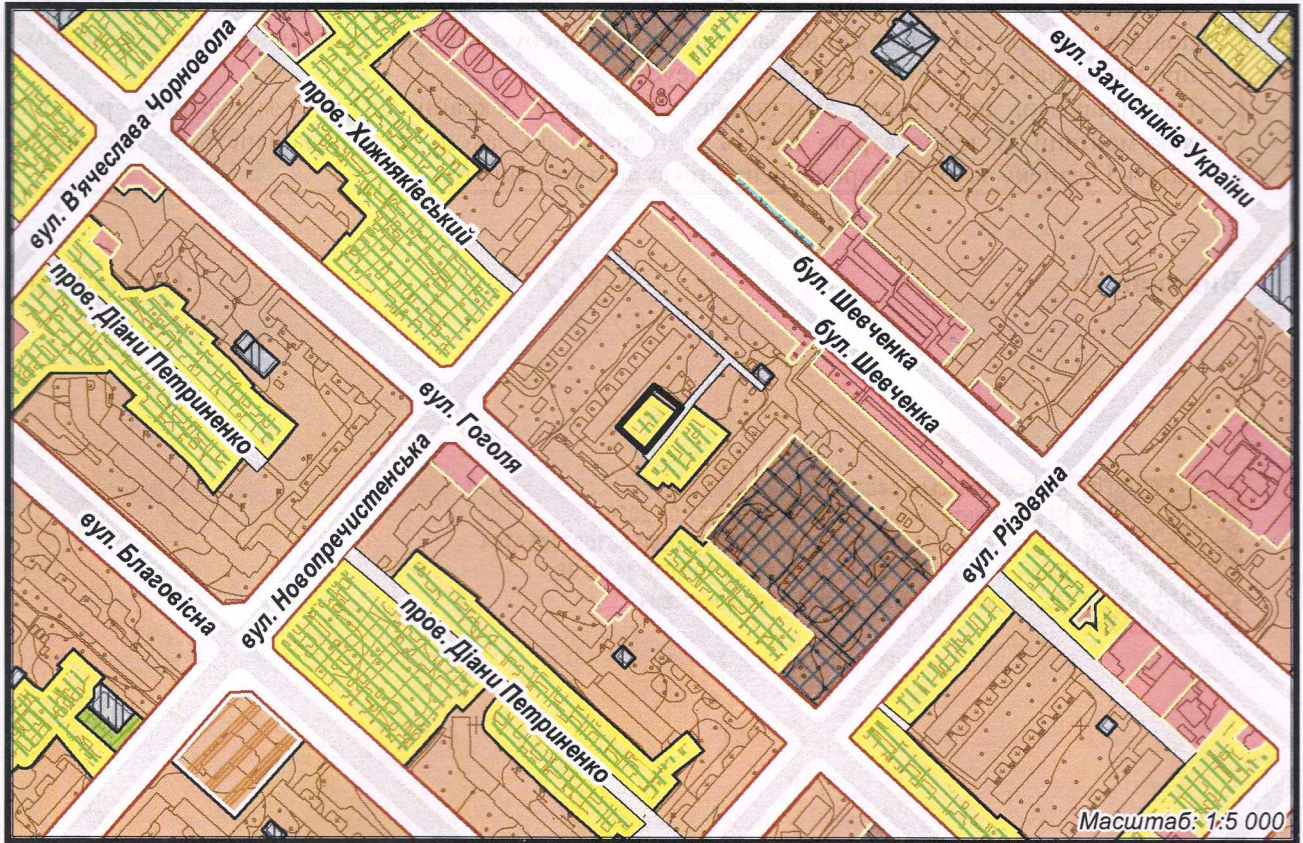 вул. В'ячеслава Чорновола
пров. Хижняківський
вул. Захисників України
пров. Діани Петриненко
бул. Шевченка
бул. Шевченка
вул. Гоголя
вул. Благовісна
вул. Новопречистенська
вул. Різдвяна
пров. Діани Петриненко
Масштаб: 1:5 000